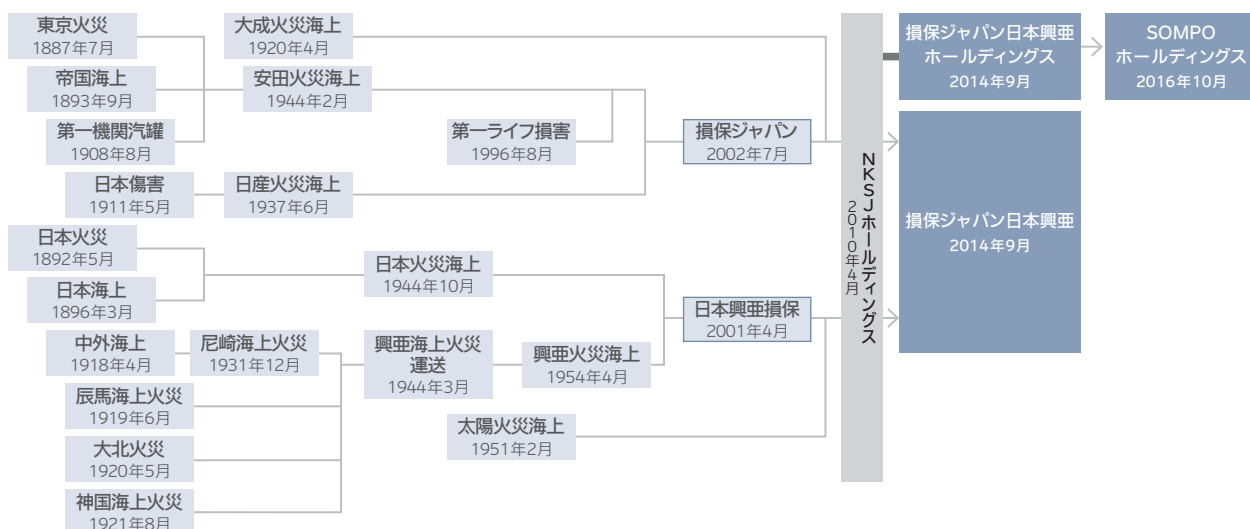 東京火災
1887年7月
大成火災海上
1920年4月
帝国海上
1893年9月
安田火災海上
1944年2月
第一機関汽罐
1908年8月
第一ライフ損害
1996年8月
損保ジャパン
2002年7月
日本傷害
1911年5月
日産火災海上
1937年6月
日本火災
1892年5月
日本火災海上
1944年10月
日本海上
1896年3月
日本興亜損保
2001年4月
中外海上
1918年4月
尼崎海上火災
1931年12月
興亜海上火災
運送
1944年3月
興亜火災海上
1954年4月
辰馬海上火災
1919年6月
太陽火災海上
1951年2月
大北火災
1920年5月
神国海上火災
1921年8月
NKSJホールディングス
2010年4月
損保ジャパン日本興亜
ホールディングス
2014年9月
SOMPO
ホールディングス
2016年10月
損保ジャパン日本興亜
2014年9月